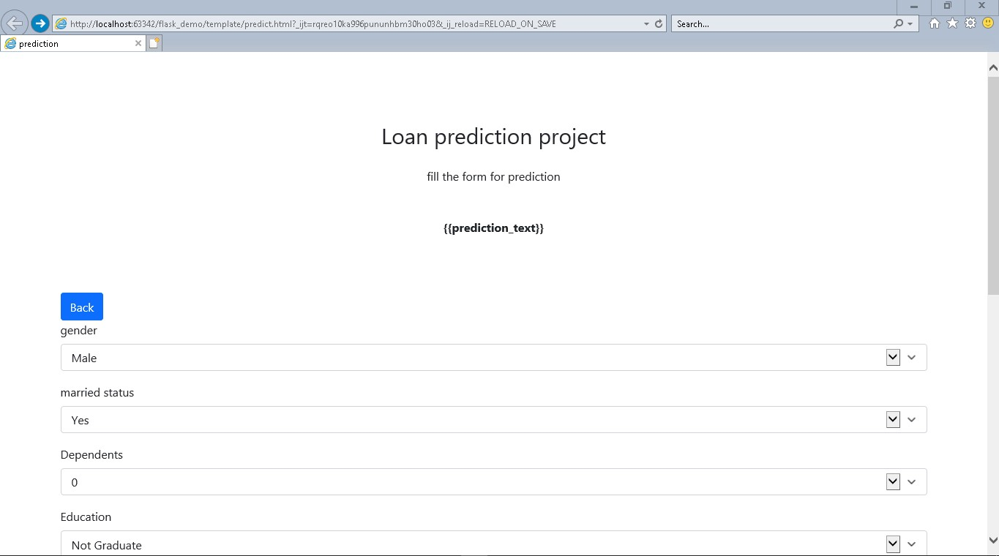 http://localhost:63342/flask_demo/template/predict.html?_ijt=rqreo10ka996pununhbm30ho03&_ij_reload=RELOAD_ON_SAVE
Search...
prediction
Loan prediction project
fill the form for prediction
{{prediction_text}}
Back
gender
Male
married status
Yes
Dependents
0
Education
Not Graduate